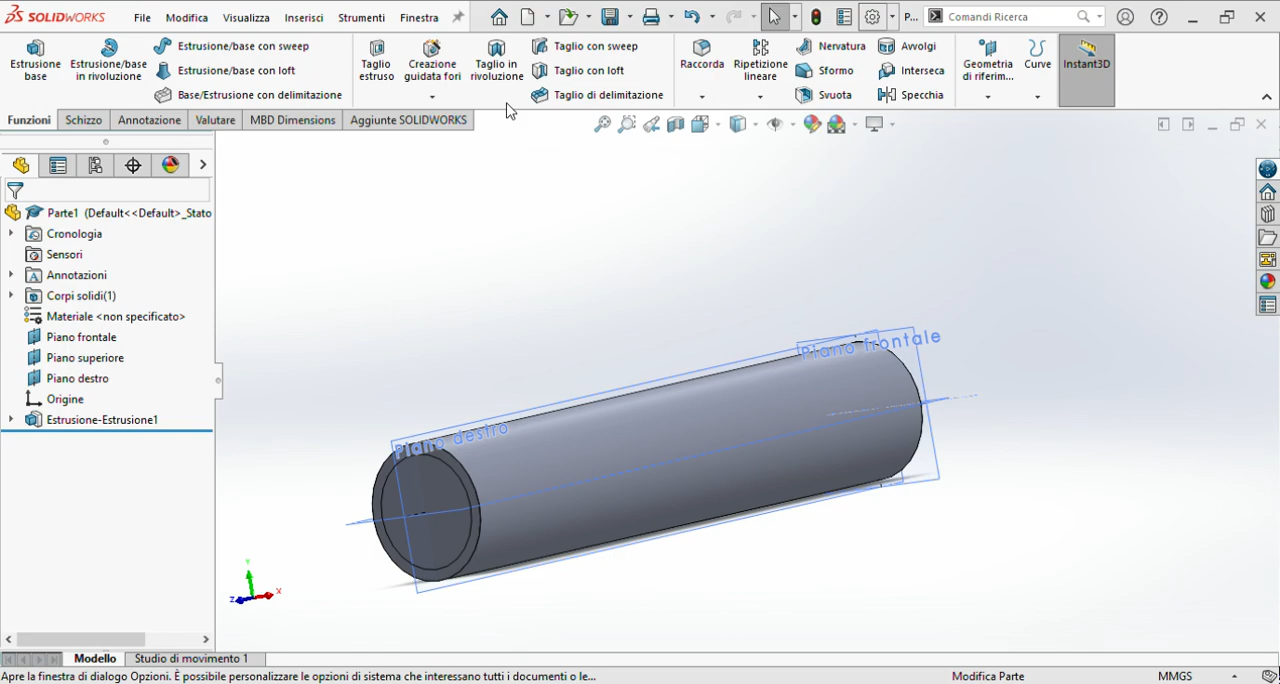 SOLIDWORKS File Modifica Visualizza Inserisci Strumenti Finestra P... Comandi Ricerca
Estrusione base
Estrusione/base in rivoluzione
Estrusione/base con sweep
Estrusione/base con loft
Base/Estrusione con delimitazione
Taglio estruso
Creazione guidata fori
Taglio in rivoluzione
Taglio con sweep
Taglio con loft
Taglio di delimitazione
Raccorda
Ripetizione lineare
Nervatura
Sformo
Svuota
Avvolgi
Interseca
Specchia
Geometria di riferim...
Curve
Instant3D
Funzioni Schizzo Annotazione Valutare MBD Dimensions Aggiunte SOLIDWORKS
Parte1 (Default<<Default>_Stato
Cronologia
Sensori
Annotazioni
Corpi solidi(1)
Materiale <non specificato>
Piano frontale
Piano superiore
Piano destro
Origine
Estrusione-Estrusione1
Piano frontale
Piano destro
Y
X
Z
Modello Studio di movimento 1
Apre la finestra di dialogo Opzioni. È possibile personalizzare le opzioni di sistema che interessano tutti i documenti o le... Modifica Parte MMGS